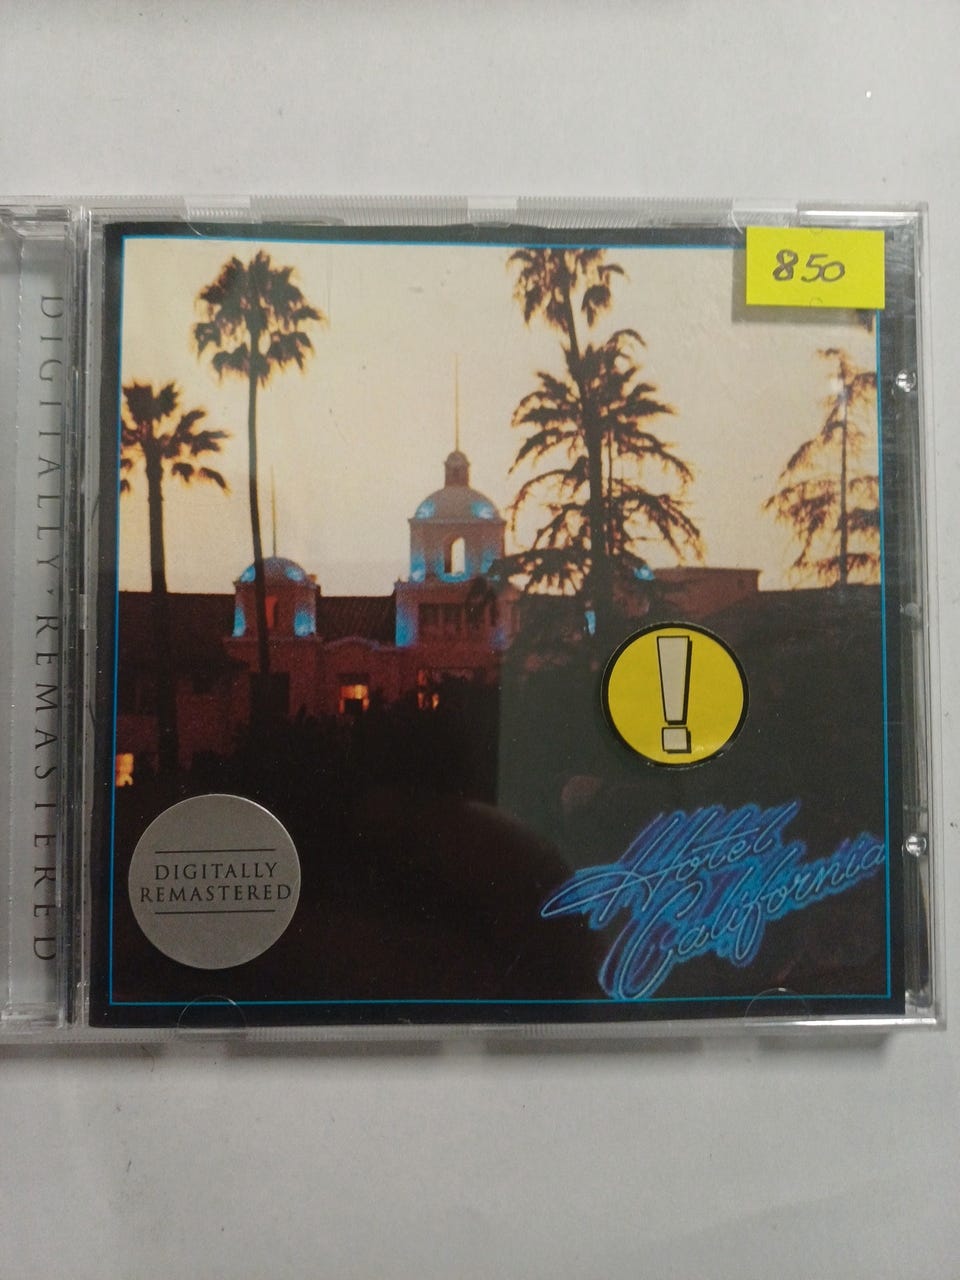 850
DIGITALLY · REMASTERED
!
DIGITALLY
REMASTERED
Hotel
California